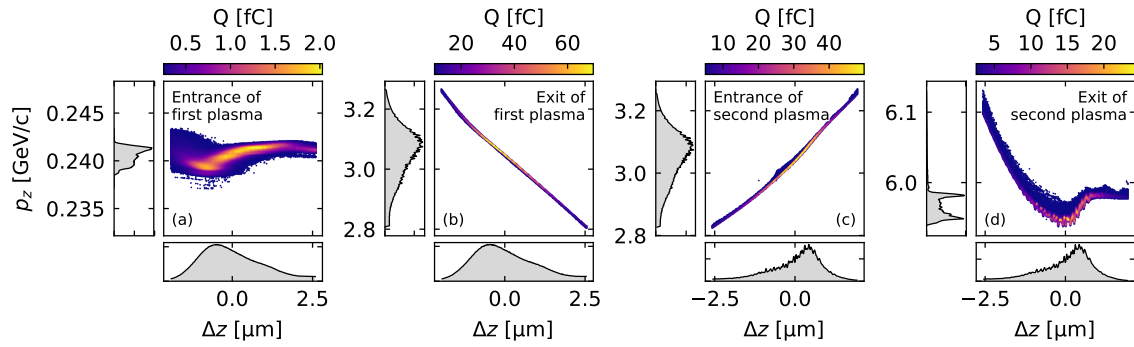 Q [fC]
0.5 1.0 1.5 2.0
Entrance of
first plasma
0.245
0.240
0.235
p_z [GeV/c]
(a)
0.0 2.5
Δz [μm]
Q [fC]
20 40 60
Exit of
first plasma
3.2
3.0
2.8
(b)
0.0 2.5
Δz [μm]
Q [fC]
10 20 30 40
Entrance of
second plasma
3.2
3.0
2.8
(c)
−2.5 0.0
Δz [μm]
Q [fC]
5 10 15 20
Exit of
second plasma
6.1
6.0
(d)
−2.5 0.0
Δz [μm]